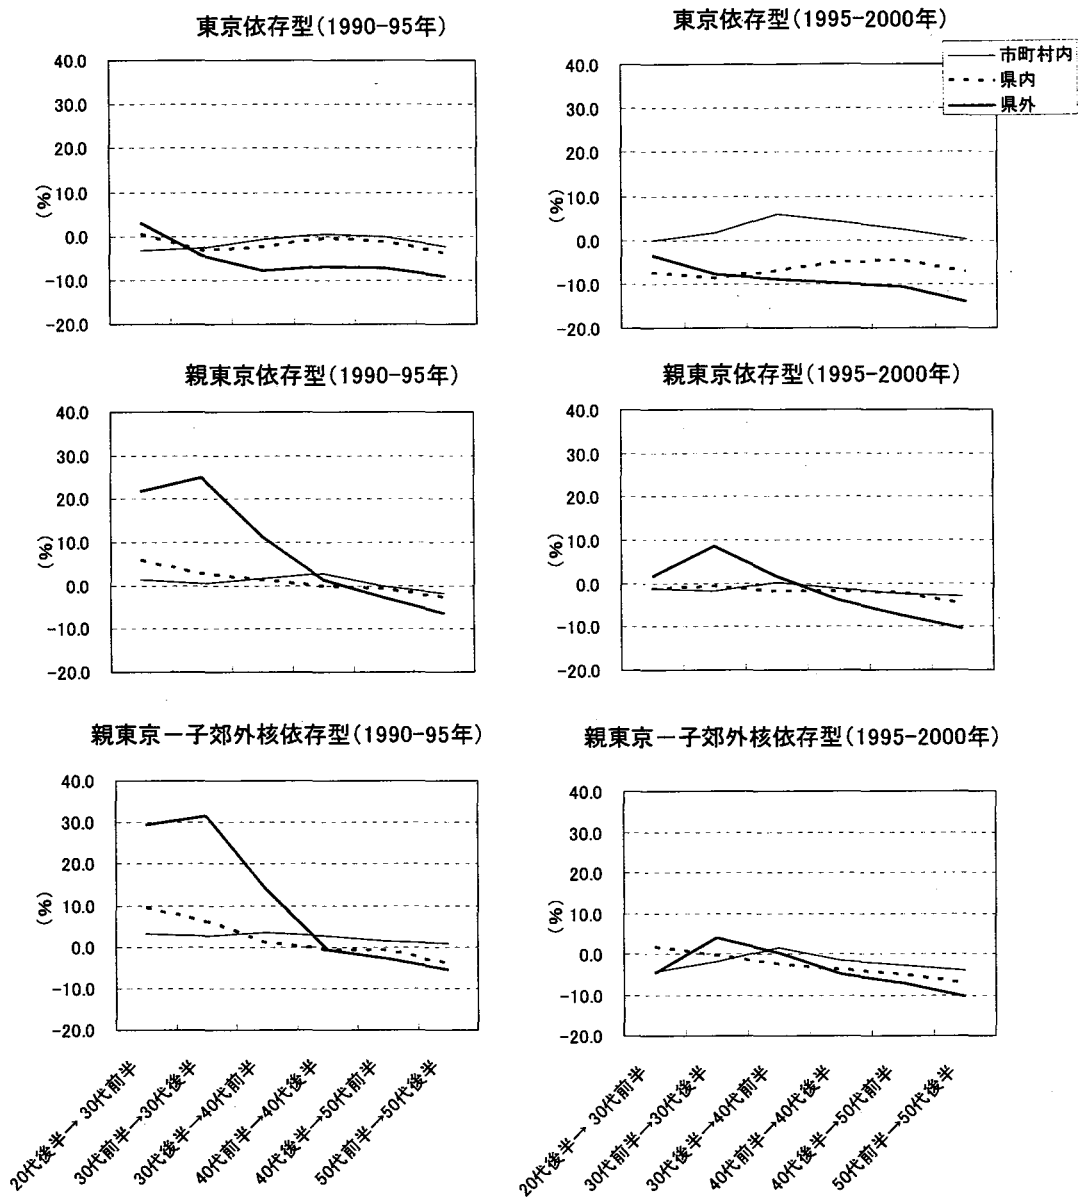 東京依存型(1990-95年)
東京依存型(1995-2000年)
市町村内
県内
県外
40.0
30.0
20.0
10.0
0.0
-10.0
-20.0
(%)
40.0
30.0
20.0
10.0
0.0
-10.0
-20.0
(%)
親東京依存型(1990-95年)
親東京依存型(1995-2000年)
40.0
30.0
20.0
10.0
0.0
-10.0
-20.0
(%)
40.0
30.0
20.0
10.0
0.0
-10.0
-20.0
(%)
親東京ー子郊外核依存型(1990-95年)
親東京ー子郊外核依存型(1995-2000年)
40.0
30.0
20.0
10.0
0.0
-10.0
-20.0
(%)
40.0
30.0
20.0
10.0
0.0
-10.0
-20.0
(%)
20代後半→30代前半
30代前半→30代後半
30代後半→40代前半
40代前半→40代後半
40代後半→50代前半
50代前半→50代後半
20代後半→30代前半
30代前半→30代後半
30代後半→40代前半
40代前半→40代後半
40代後半→50代前半
50代前半→50代後半